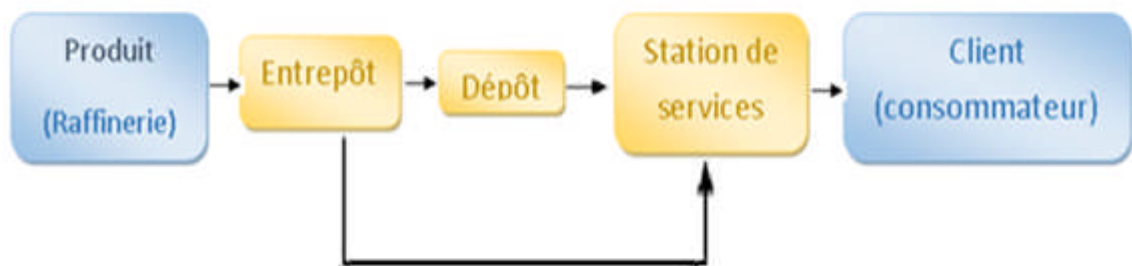 Produit
(Raffinerie)
Entrepôt
Dépôt
Station de
services
Client
(consommateur)